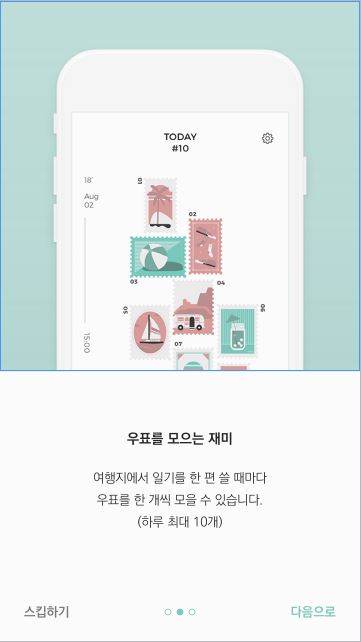 TODAY
#10
18'
Aug
02
15:00
01
02
03
04
05
06
07
우표를 모으는 재미
여행지에서 일기를 한 편 쓸 때마다
우표를 한 개씩 모을 수 있습니다.
(하루 최대 10개)
스킵하기
다음으로